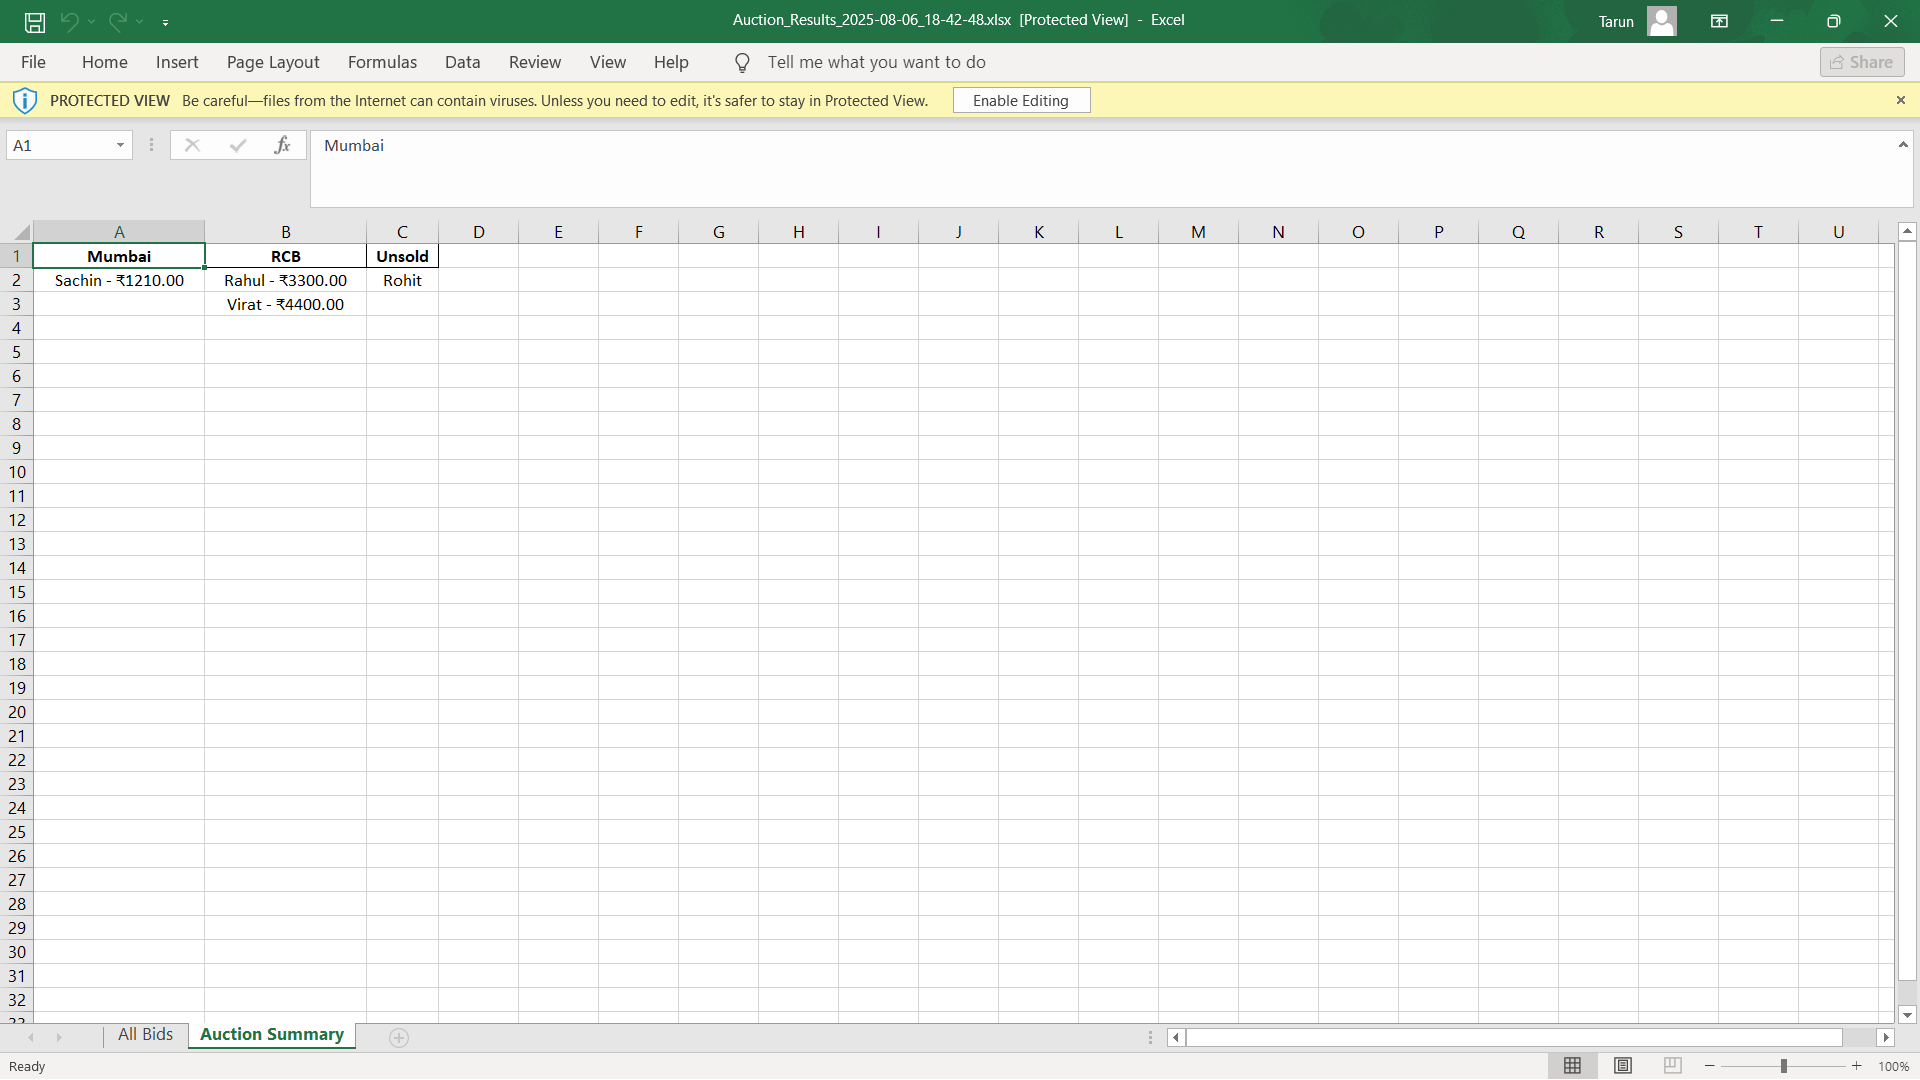 Auction_Results_2025-08-06_18-42-48.xlsx [Protected View] - Excel
Tarun
File Home Insert Page Layout Formulas Data Review View Help Tell me what you want to do
Share
PROTECTED VIEW Be careful—files from the Internet can contain viruses. Unless you need to edit, it's safer to stay in Protected View. Enable Editing
A1 fx Mumbai
A B C D E F G H I J K L M N O P Q R S T U
1 Mumbai RCB Unsold
2 Sachin - ₹1210.00 Rahul - ₹3300.00 Rohit
3 Virat - ₹4400.00
4
5
6
7
8
9
10
11
12
13
14
15
16
17
18
19
20
21
22
23
24
25
26
27
28
29
30
31
32
33
All Bids Auction Summary
Ready
100%